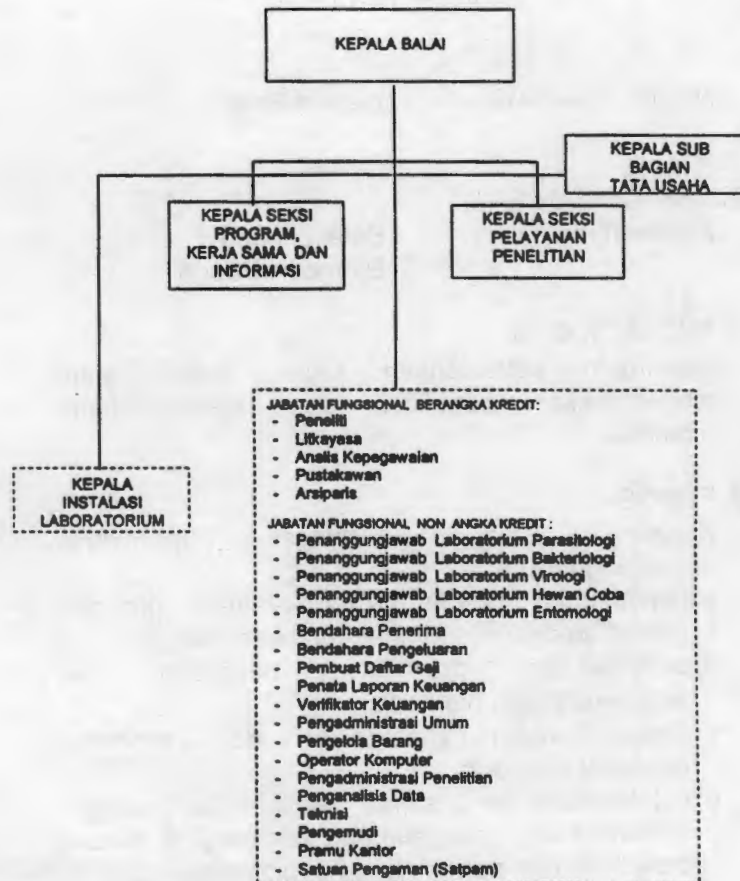 KEPALA BALAI
KEPALA SUB
BAGIAN
TATA USAHA
KEPALA SEKSI
PROGRAM,
KERJA SAMA DAN
INFORMASI
KEPALA SEKSI
PELAYANAN
PENELITIAN
KEPALA
INSTALASI
LABORATORIUM
JABATAN FUNGSIONAL BERANGKA KREDIT:
- Peneliti
- Litkayasa
- Analis Kepegawaian
- Pustakawan
- Arsiparis
JABATAN FUNGSIONAL NON ANGKA KREDIT :
- Penanggungjawab Laboratorium Parasitologi
- Penanggungjawab Laboratorium Bakteriologi
- Penanggungjawab Laboratorium Virologi
- Penanggungjawab Laboratorium Hewan Coba
- Penanggungjawab Laboratorium Entomologi
- Bendahara Penerima
- Bendahara Pengeluaran
- Pembuat Daftar Gaji
- Penata Laporan Keuangan
- Verifikator Keuangan
- Pengadministrasi Umum
- Pengelola Barang
- Operator Komputer
- Pengadministrasi Penelitian
- Penganalisis Data
- Teknisi
- Pengemudi
- Pramu Kantor
- Satuan Pengaman (Satpam)